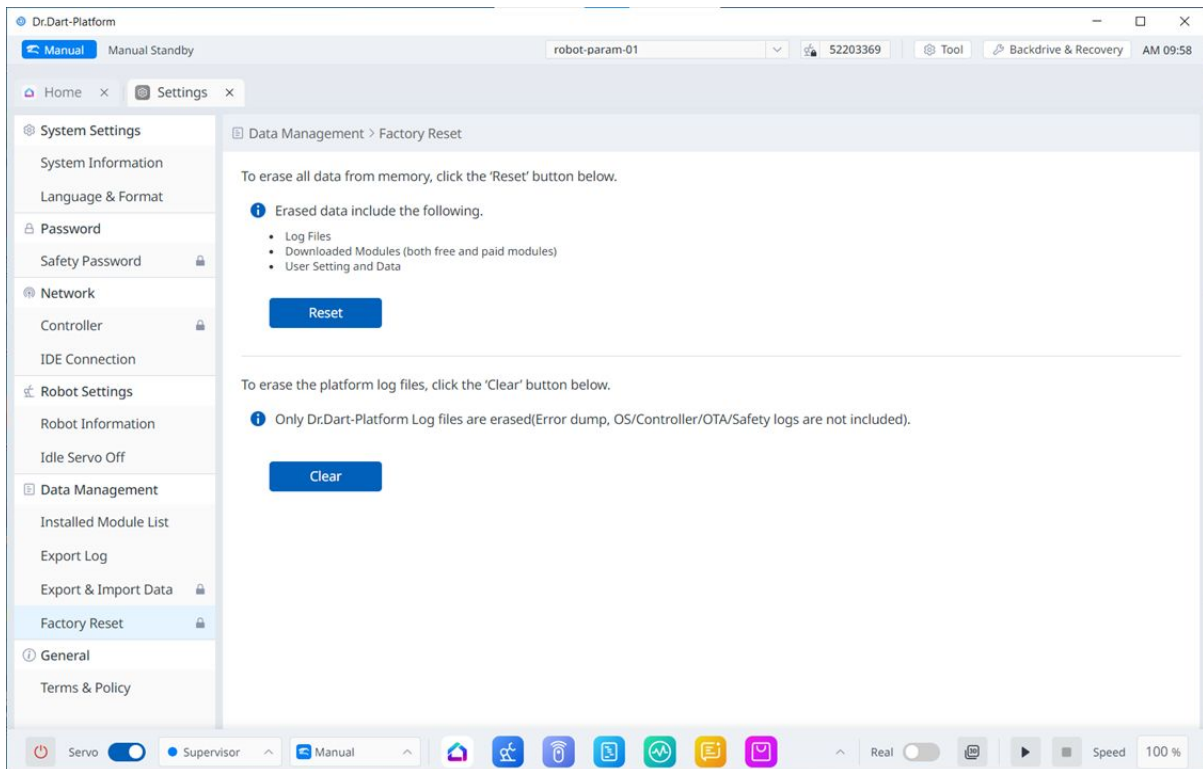 Dr.Dart-Platform
Manual
Manual Standby
robot-param-01
52203369
Tool
Backdrive & Recovery
AM 09:58
Home
Settings
System Settings
System Information
Language & Format
Password
Safety Password
Network
Controller
IDE Connection
Robot Settings
Robot Information
Idle Servo Off
Data Management
Installed Module List
Export Log
Export & Import Data
Factory Reset
General
Terms & Policy
Data Management > Factory Reset
To erase all data from memory, click the ‘Reset’ button below.
Erased data include the following.
• Log Files
• Downloaded Modules (both free and paid modules)
• User Setting and Data
Reset
To erase the platform log files, click the ‘Clear’ button below.
Only Dr.Dart-Platform Log files are erased(Error dump, OS/Controller/OTA/Safety logs are not included).
Clear
Servo
Supervisor
Manual
Real
3D
Speed
100 %